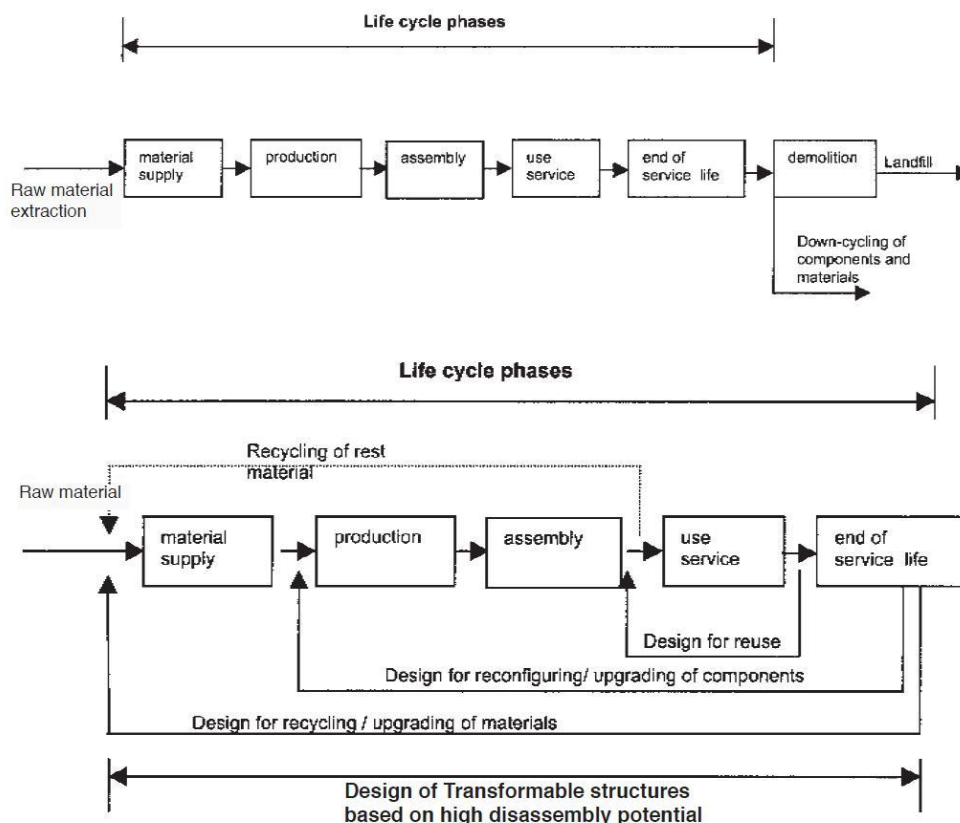 Life cycle phases
material
supply
production
assembly
use
service
end of
service life
demolition
Landfill
Raw material
extraction
Down-cycling of
components and
materials
Life cycle phases
Recycling of rest
material
Raw material
material
supply
production
assembly
use
service
end of
service life
Design for reuse
Design for reconfiguring/ upgrading of components
Design for recycling / upgrading of materials
Design of Transformable structures
based on high disassembly potential